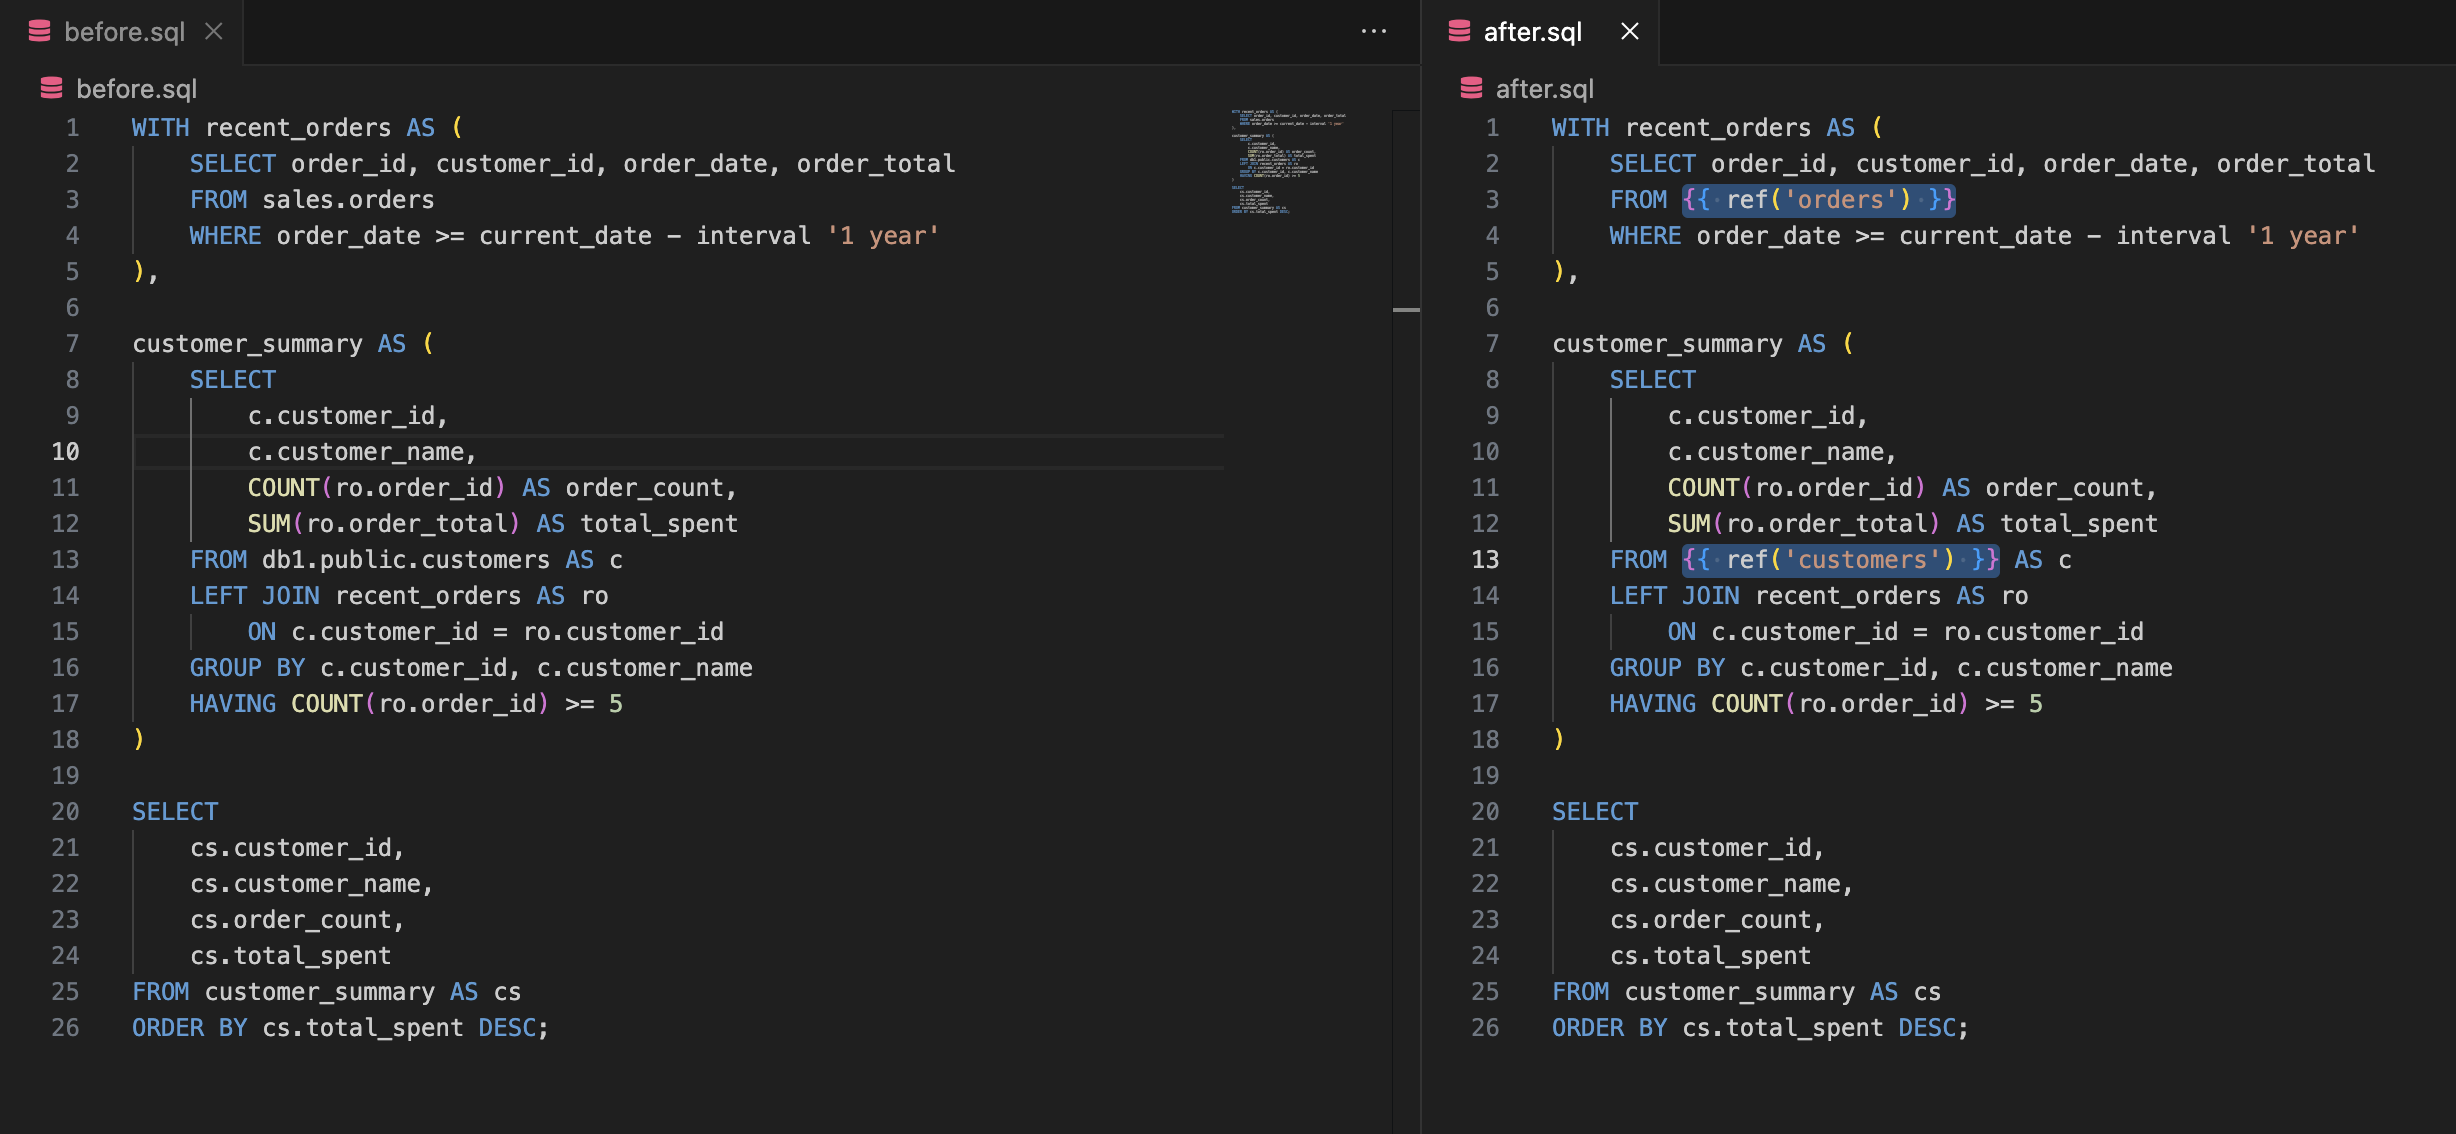 before.sql
before.sql
1 WITH recent_orders AS (
2     SELECT order_id, customer_id, order_date, order_total
3     FROM sales.orders
4     WHERE order_date >= current_date - interval '1 year'
5 ),
6
7 customer_summary AS (
8     SELECT
9         c.customer_id,
10         c.customer_name,
11         COUNT(ro.order_id) AS order_count,
12         SUM(ro.order_total) AS total_spent
13     FROM db1.public.customers AS c
14     LEFT JOIN recent_orders AS ro
15         ON c.customer_id = ro.customer_id
16     GROUP BY c.customer_id, c.customer_name
17     HAVING COUNT(ro.order_id) >= 5
18 )
19
20 SELECT
21     cs.customer_id,
22     cs.customer_name,
23     cs.order_count,
24     cs.total_spent
25 FROM customer_summary AS cs
26 ORDER BY cs.total_spent DESC;
after.sql
after.sql
1 WITH recent_orders AS (
2     SELECT order_id, customer_id, order_date, order_total
3     FROM {{ ref('orders') }}
4     WHERE order_date >= current_date - interval '1 year'
5 ),
6
7 customer_summary AS (
8     SELECT
9         c.customer_id,
10         c.customer_name,
11         COUNT(ro.order_id) AS order_count,
12         SUM(ro.order_total) AS total_spent
13     FROM {{ ref('customers') }} AS c
14     LEFT JOIN recent_orders AS ro
15         ON c.customer_id = ro.customer_id
16     GROUP BY c.customer_id, c.customer_name
17     HAVING COUNT(ro.order_id) >= 5
18 )
19
20 SELECT
21     cs.customer_id,
22     cs.customer_name,
23     cs.order_count,
24     cs.total_spent
25 FROM customer_summary AS cs
26 ORDER BY cs.total_spent DESC;